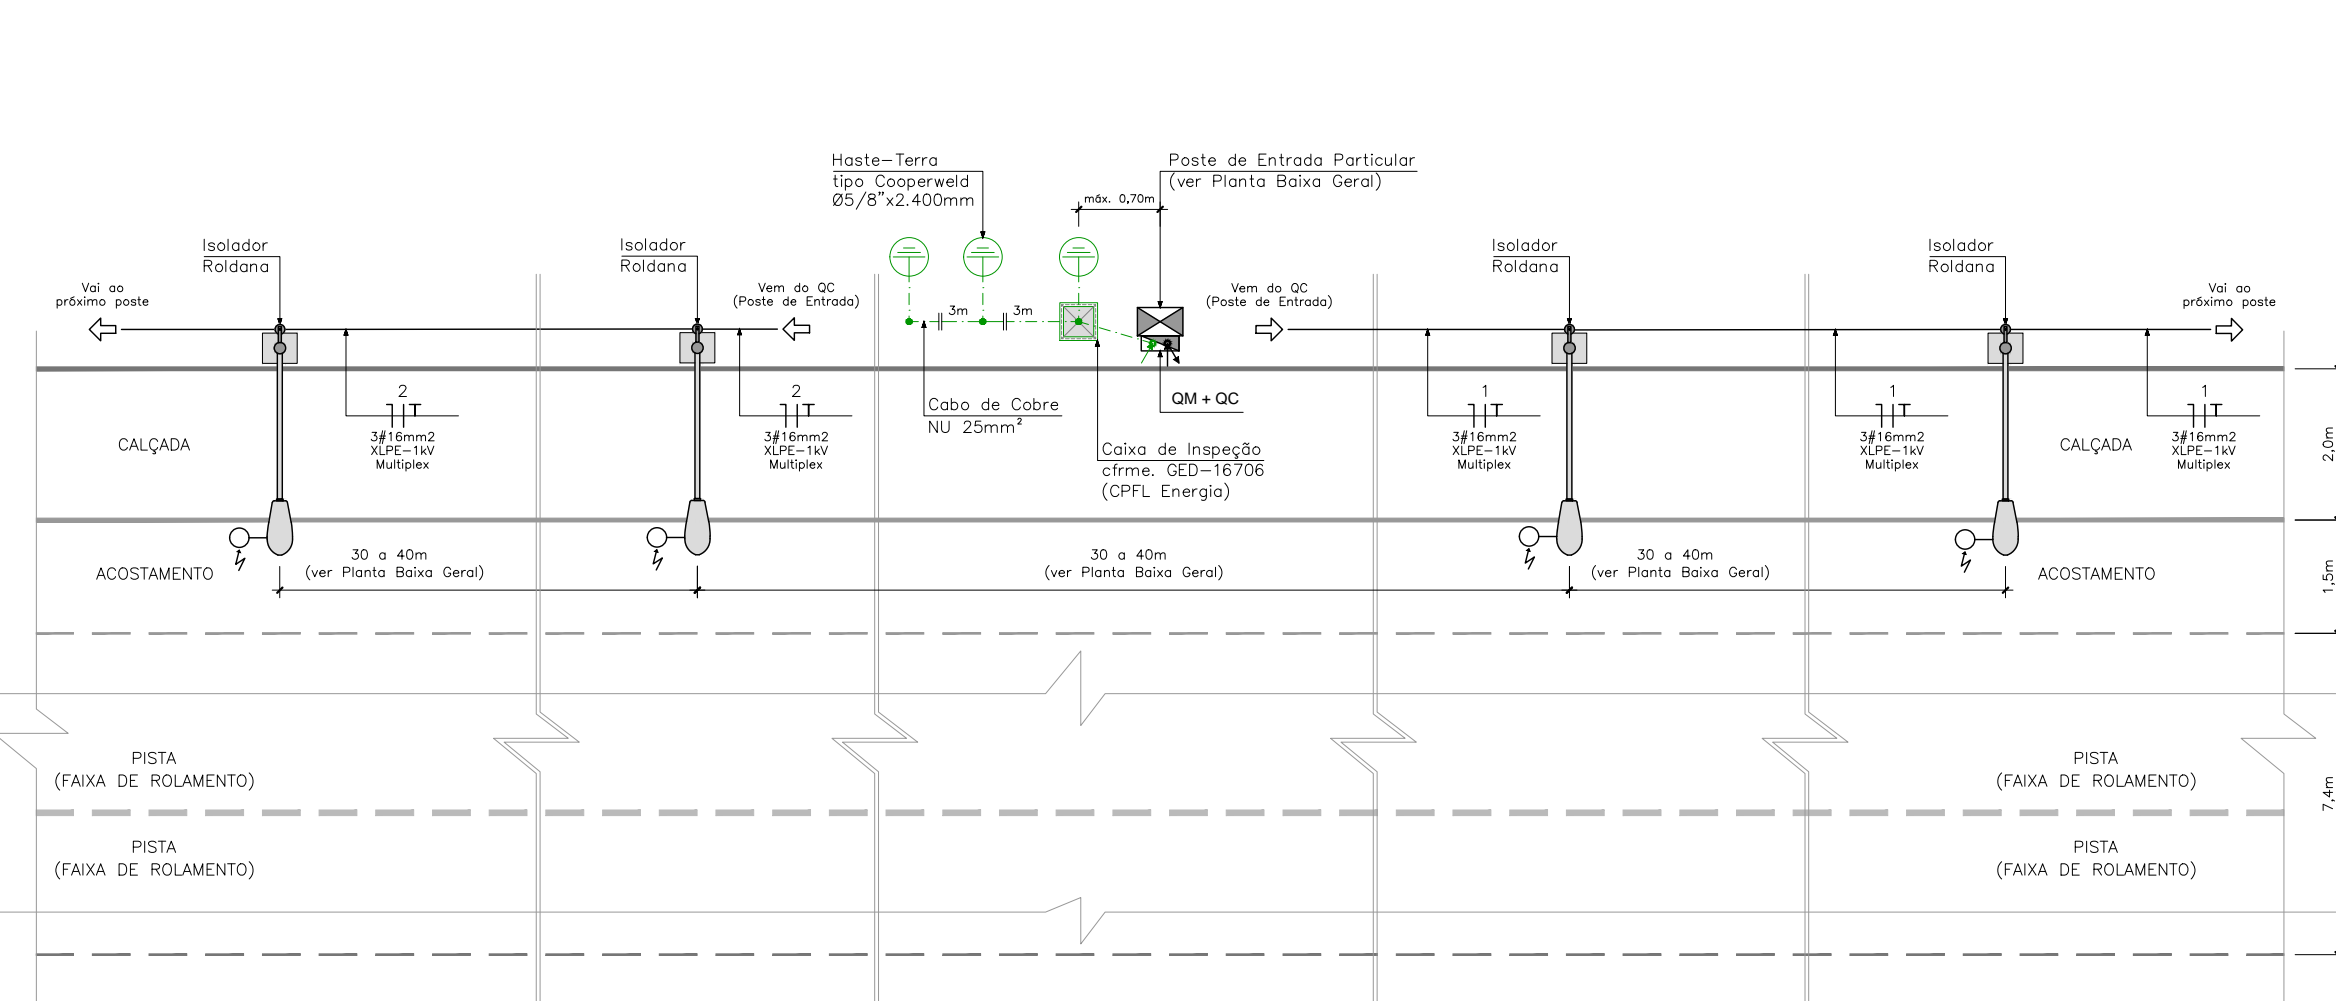 Haste-Terra
tipo Cooperweld
Ø5/8"x2.400mm
Poste de Entrada Particular
(ver Planta Baixa Geral)
máx. 0,70m
Isolador
Roldana
Isolador
Roldana
Isolador
Roldana
Isolador
Roldana
Vai ao
próximo poste
Vem do QC
(Poste de Entrada)
3m
3m
Vem do QC
(Poste de Entrada)
Vai ao
próximo poste
2
3#16mm2
XLPE-1kV
Multiplex
2
3#16mm2
XLPE-1kV
Multiplex
Cabo de Cobre
NU 25mm²
QM + QC
Caixa de Inspeção
cfrme. GED-16706
(CPFL Energia)
1
3#16mm2
XLPE-1kV
Multiplex
1
3#16mm2
XLPE-1kV
Multiplex
1
3#16mm2
XLPE-1kV
Multiplex
CALÇADA
CALÇADA
2,0m
30 a 40m
(ver Planta Baixa Geral)
30 a 40m
(ver Planta Baixa Geral)
30 a 40m
(ver Planta Baixa Geral)
ACOSTAMENTO
ACOSTAMENTO
1,5m
PISTA
(FAIXA DE ROLAMENTO)
PISTA
(FAIXA DE ROLAMENTO)
7,4m
PISTA
(FAIXA DE ROLAMENTO)
PISTA
(FAIXA DE ROLAMENTO)